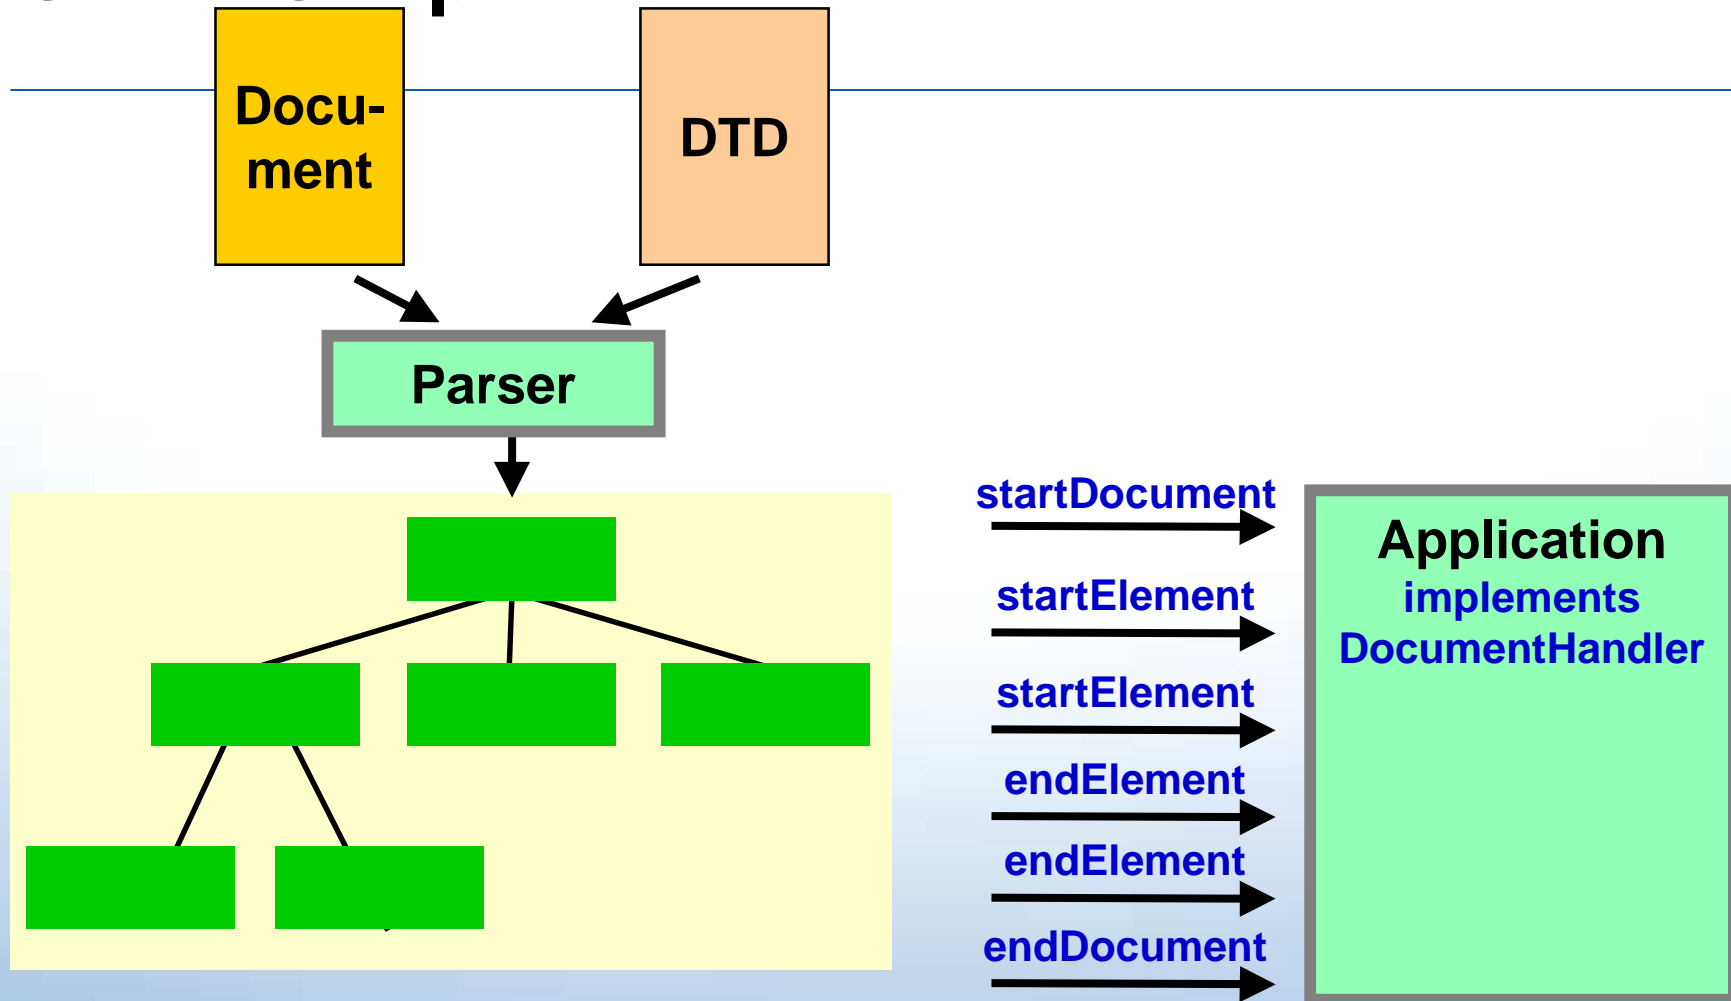 Docu-
ment
DTD
Parser
startDocument
startElement
startElement
endElement
endElement
endDocument
Application
implements
DocumentHandler